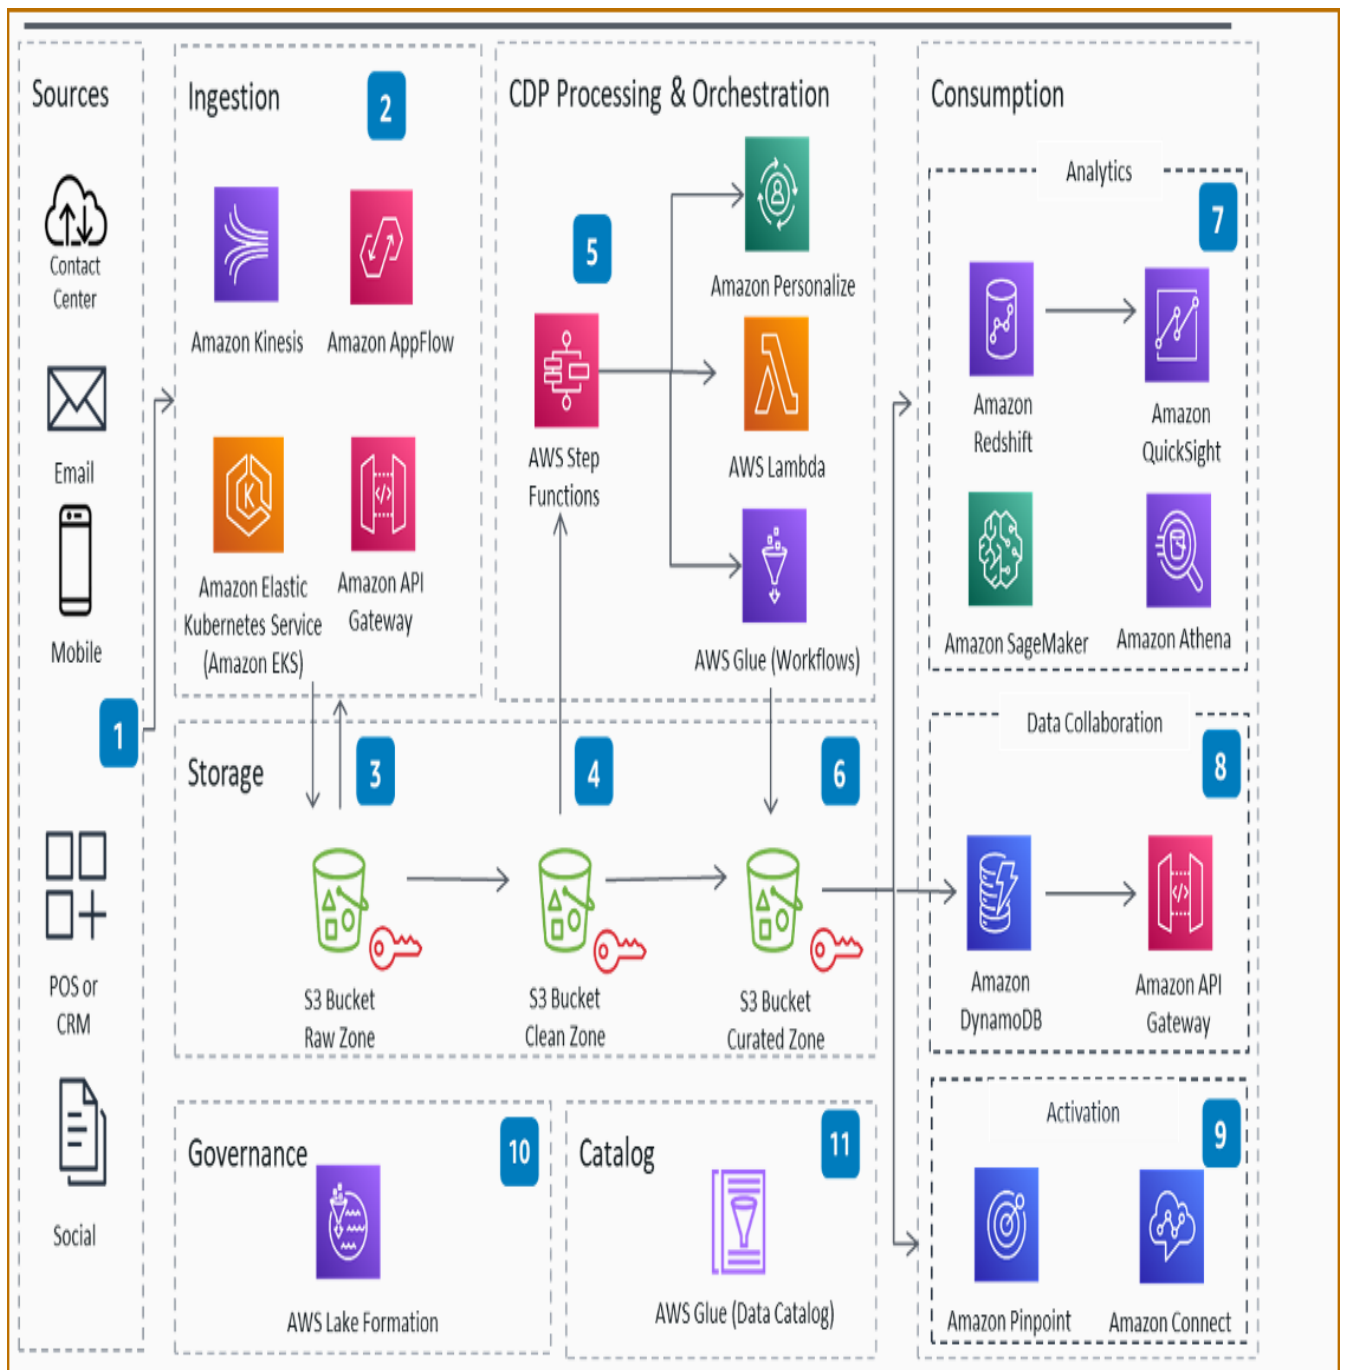 Sources
Contact
Center
Email
Mobile
1
POS or
CRM
Social
Ingestion
2
Amazon Kinesis
Amazon AppFlow
Amazon Elastic
Kubernetes Service
(Amazon EKS)
Amazon API
Gateway
CDP Processing & Orchestration
5
AWS Step
Functions
Amazon Personalize
AWS Lambda
AWS Glue (Workflows)
Storage
3
4
6
S3 Bucket
Raw Zone
S3 Bucket
Clean Zone
S3 Bucket
Curated Zone
Governance
10
AWS Lake Formation
Catalog
11
AWS Glue (Data Catalog)
Consumption
Analytics
7
Amazon
Redshift
Amazon
QuickSight
Amazon SageMaker
Amazon Athena
Data Collaboration
8
Amazon
DynamoDB
Amazon API
Gateway
Activation
9
Amazon Pinpoint
Amazon Connect